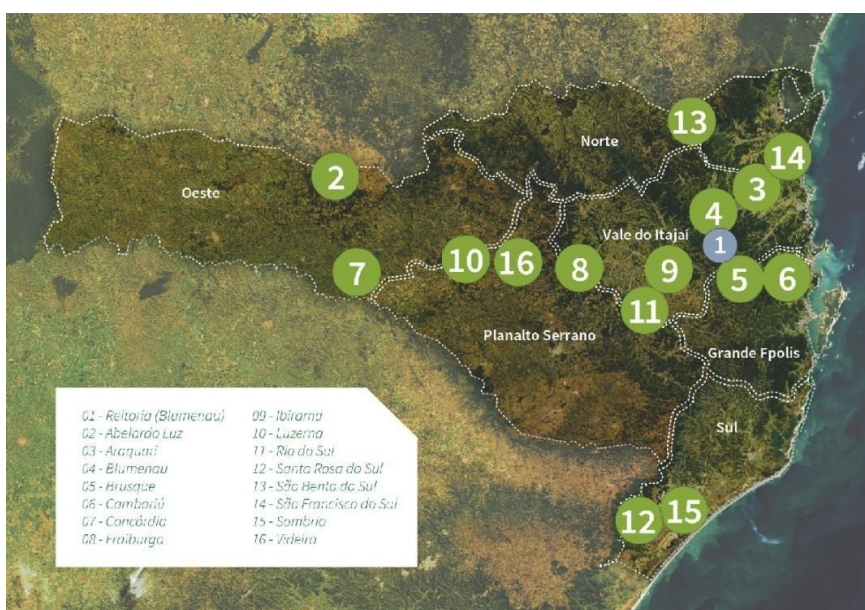 Norte
13
14
Oeste
2
3
4
Vale do Itajaí
1
7
10
16
8
9
5
6
11
Planalto Serrano
Grande Fpolis
Sul
12
15
01 - Reitoria (Blumenau)
02 - Abelardo Luz
03 - Araquari
04 - Blumenau
05 - Brusque
06 - Camboriú
07 - Concórdia
08 - Fraiburgo
09 - Ibirama
10 - Luzerna
11 - Rio do Sul
12 - Santa Rosa do Sul
13 - São Bento do Sul
14 - São Francisco do Sul
15 - Sombrio
16 - Videira